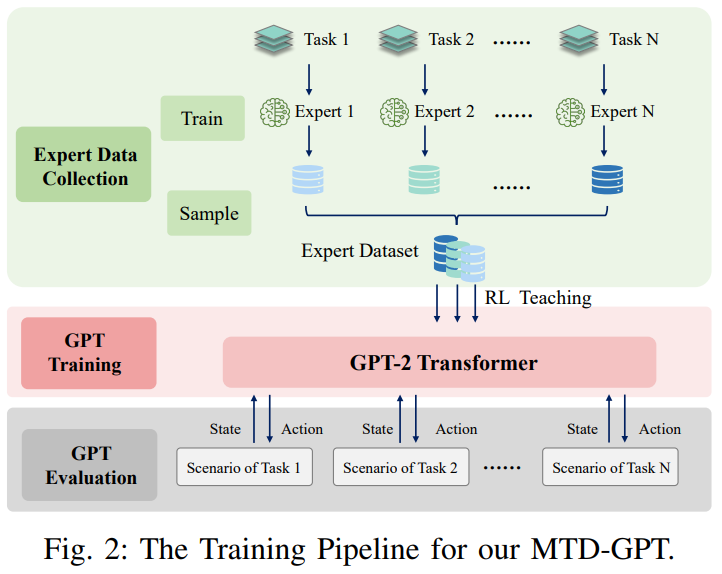 Task 1 Task 2 ...... Task N
Train Expert 1 Expert 2 ...... Expert N
Expert Data
Collection
......
Sample
Expert Dataset
RL Teaching
GPT
Training
GPT-2 Transformer
State Action State Action State Action
GPT
Evaluation
Scenario of Task 1 Scenario of Task 2 ...... Scenario of Task N
Fig. 2: The Training Pipeline for our MTD-GPT.